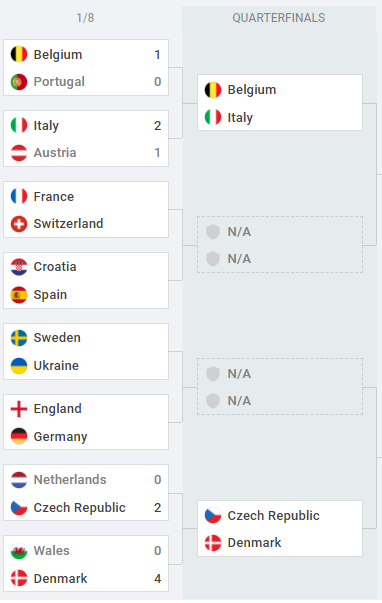 1/8
QUARTERFINALS
Belgium 1
Portugal 0
Italy 2
Austria 1
France
Switzerland
Croatia
Spain
Sweden
Ukraine
England
Germany
Netherlands 0
Czech Republic 2
Wales 0
Denmark 4
Belgium
Italy
N/A
N/A
N/A
N/A
Czech Republic
Denmark